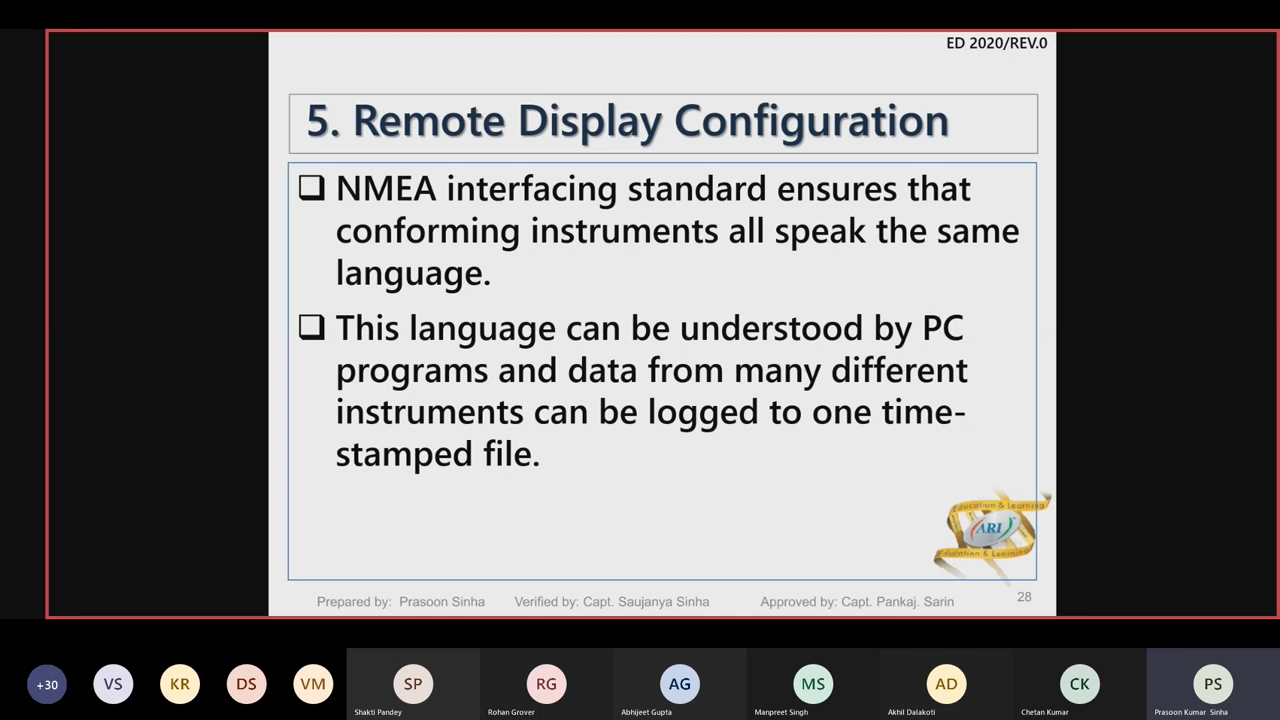 ED 2020/REV.0
5. Remote Display Configuration
NMEA interfacing standard ensures that
conforming instruments all speak the same
language.
This language can be understood by PC
programs and data from many different
instruments can be logged to one time-
stamped file.
Education & Learning
ARI
Education & Learning
Prepared by: Prasoon Sinha Verified by: Capt. Saujanya Sinha Approved by: Capt. Pankaj. Sarin 28
+30 VS KR DS VM SP RG AG MS AD CK PS
Shakti Pandey Rohan Grover Abhijeet Gupta Manpreet Singh Akhil Dalakoti Chetan Kumar Prasoon Kumar Sinha